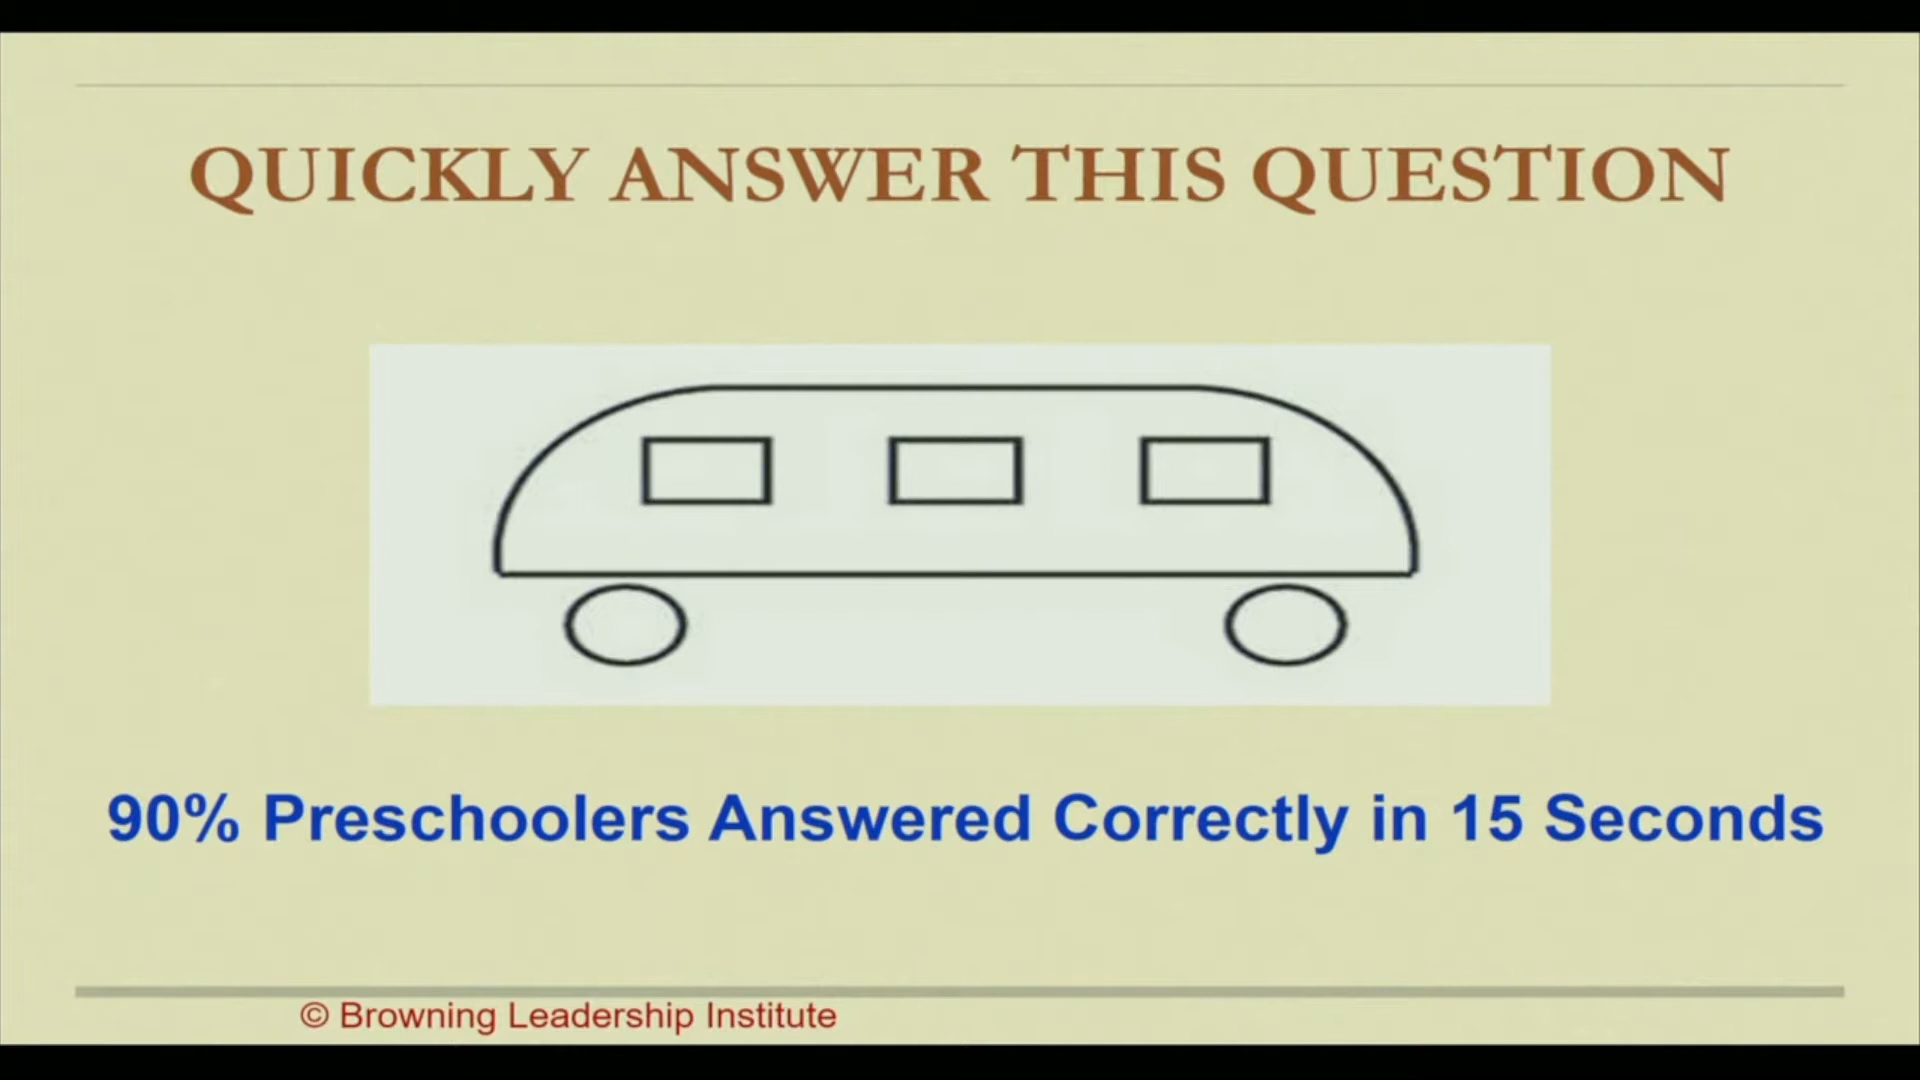 QUICKLY ANSWER THIS QUESTION
90% Preschoolers Answered Correctly in 15 Seconds
© Browning Leadership Institute